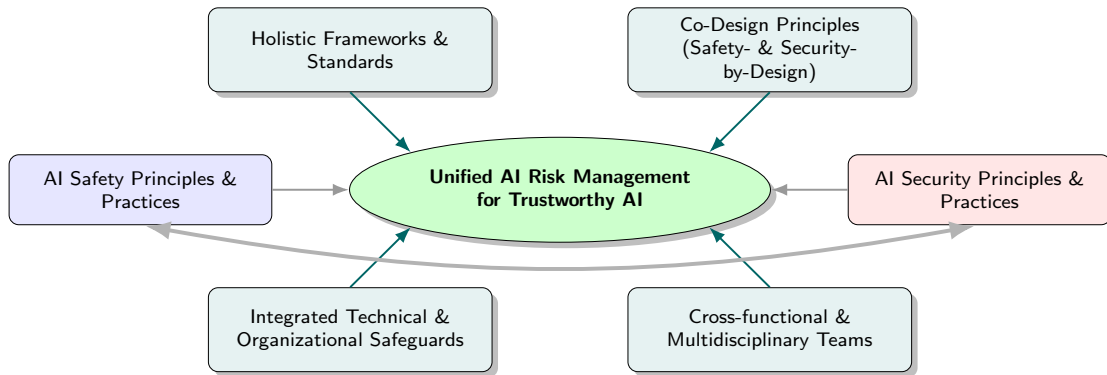 Holistic Frameworks &
Standards
Co-Design Principles
(Safety- & Security-
by-Design)
AI Safety Principles &
Practices
Unified AI Risk Management
for Trustworthy AI
AI Security Principles &
Practices
Integrated Technical &
Organizational Safeguards
Cross-functional &
Multidisciplinary Teams